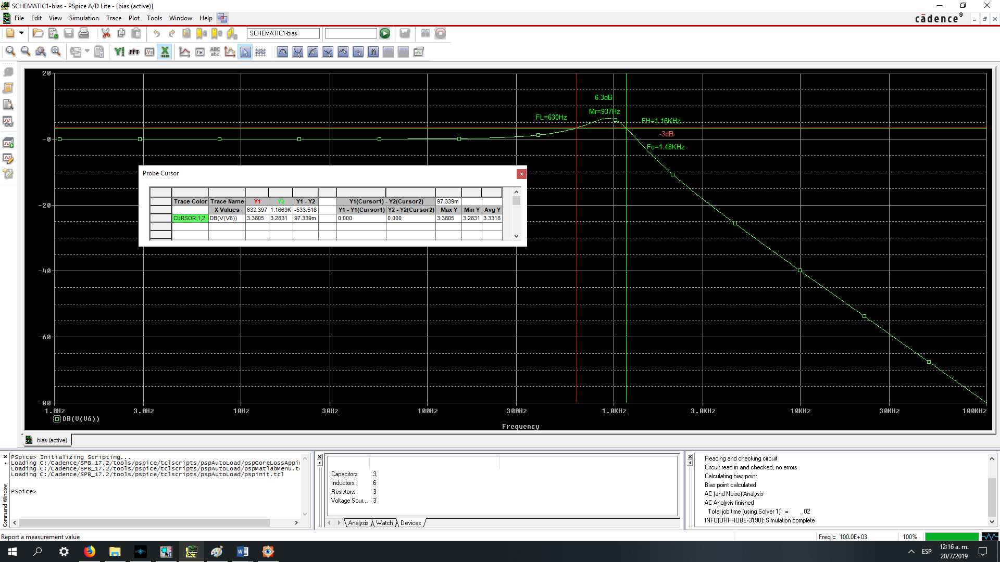 SCHEMATIC1-bias - PSpice A/D Lite - [bias (active)]
File Edit View Simulation Trace Plot Tools Window Help
cādence®
SCHEMATIC1-bias
FFT
ABC
abc
20
-0
-20
-40
-60
-80
6.3dB
Mr=937Hz
FL=630Hz
FH=1.16KHz
-3dB
Fc=1.48KHz
Probe Cursor
Trace Color Trace Name Y1 Y2 Y1 - Y2 Y1(Cursor1) - Y2(Cursor2) 97.339m
X Values 633.397 1.1669K -533.518 Y1 - Y1(Cursor1) Y2 - Y2(Cursor2) Max Y Min Y Avg Y
CURSOR 1,2 DB(V(V6)) 3.3805 3.2831 97.339m 0.000 0.000 3.3805 3.2831 3.3318
1.0Hz 3.0Hz 10Hz 30Hz 100Hz 300Hz 1.0KHz 3.0KHz 10KHz 30KHz 100KHz
DB(V(V6))
Frequency
bias (active)
Command Window
PSpice> Initializing Scripting...
Loading C:/Cadence/SPB_17.2/tools/pspice/tclscripts/pspAutoLoad/pspCoreLossAppi
Loading C:/Cadence/SPB_17.2/tools/pspice/tclscripts/pspAutoLoad/pspMatlabMenu.t
Loading C:/Cadence/SPB_17.2/tools/pspice/tclscripts/pspAutoLoad/pspinit.tcl
PSpice>
Capacitors: 3
Inductors: 6
Resistors: 3
Voltage Sour... 3
Analysis Watch Devices
Reading and checking circuit
Circuit read in and checked, no errors
Calculating bias point
Bias point calculated
AC (and Noise) Analysis
AC Analysis finished
Total job time (using Solver 1) = .02
INFO(ORPROBE-3190): Simulation complete
Report a measurement value
Freq = 100.0E+03 100%
ESP
12:16 a. m.
20/7/2019